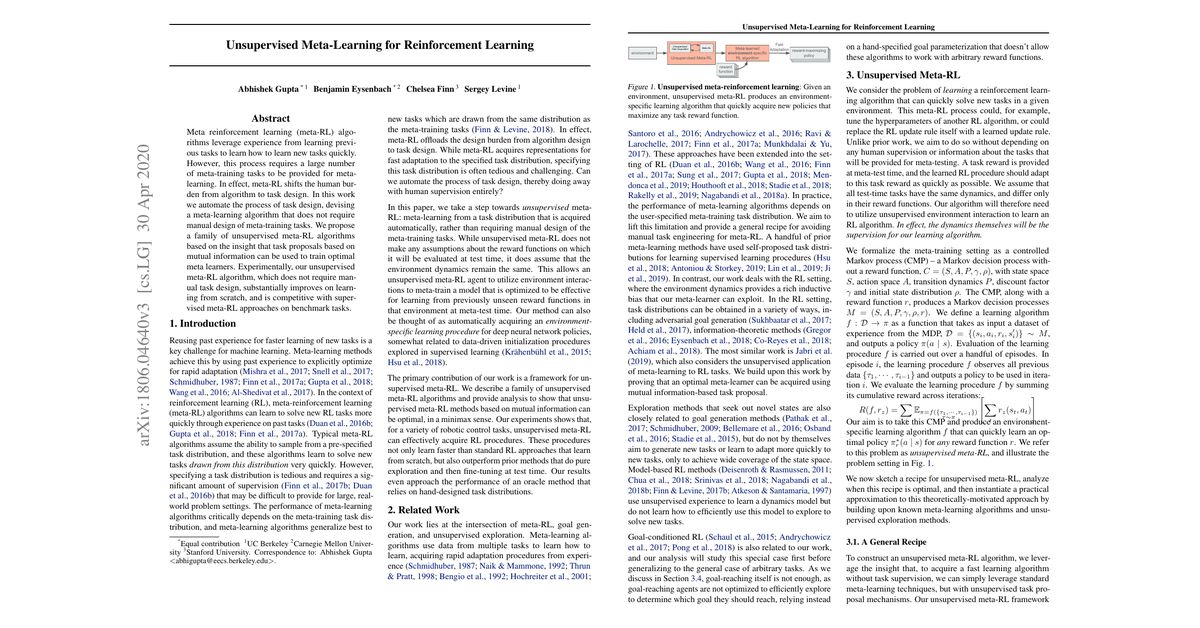 arXiv:1806.04640v3 [cs.LG] 30 Apr 2020
Unsupervised Meta-Learning for Reinforcement Learning
Abhishek Gupta * 1 Benjamin Eysenbach * 2 Chelsea Finn 3 Sergey Levine 1
Abstract
Meta reinforcement learning (meta-RL) algo-
rithms leverage experience from learning previ-
ous tasks to learn how to learn new tasks quickly.
However, this process requires a large number
of meta-training tasks to be provided for meta-
learning. In effect, meta-RL shifts the human bur-
den from algorithm to task design. In this work
we automate the process of task design, devising
a meta-learning algorithm that does not require
manual design of meta-training tasks. We propose
a family of unsupervised meta-RL algorithms
based on the insight that task proposals based on
mutual information can be used to train optimal
meta learners. Experimentally, our unsupervised
meta-RL algorithm, which does not require man-
ual task design, substantially improves on learn-
ing from scratch, and is competitive with super-
vised meta-RL approaches on benchmark tasks.
1. Introduction
Reusing past experience for faster learning of new tasks is a
key challenge for machine learning. Meta-learning methods
achieve this by using past experience to explicitly optimize
for rapid adaptation (Mishra et al., 2017; Snell et al., 2017;
Schmidhuber, 1987; Finn et al., 2017a; Gupta et al., 2018;
Wang et al., 2016; Al-Shedivat et al., 2017). In the context
of reinforcement learning (RL), meta-reinforcement learning
(meta-RL) algorithms can learn to solve new RL tasks more
quickly through experience on past tasks (Duan et al., 2016b;
Gupta et al., 2018; Finn et al., 2017a). Typical meta-RL
algorithms assume the ability to sample from a pre-specified
task distribution, and these algorithms learn to solve new
tasks drawn from this distribution very quickly. However,
specifying a task distribution is tedious and requires a sig-
nificant amount of supervision (Finn et al., 2017b; Duan
et al., 2016b) that may be difficult to provide for large, real-
world problem settings. The performance of meta-learning
algorithms critically depends on the meta-training task dis-
tribution, and meta-learning algorithms generalize best to
*Equal contribution 1UC Berkeley 2Carnegie Mellon Univer-
sity 3Stanford University. Correspondence to: Abhishek Gupta
<abhigupta@eecs.berkeley.edu>.
new tasks which are drawn from the same distribution as
the meta-training tasks (Finn & Levine, 2018). In effect,
meta-RL offloads the design burden from algorithm design
to task design. While meta-RL acquires representations for
fast adaptation to the specified task distribution, specifying
this task distribution is often tedious and challenging. Can
we automate the process of task design, thereby doing away
with human supervision entirely?
In this paper, we take a step towards unsupervised meta-
RL: meta-learning from a task distribution that is acquired
automatically, rather than requiring manual design of the
meta-training tasks. While unsupervised meta-RL does not
make any assumptions about the reward functions on which
it will be evaluated at test time, it does assume that the
environment dynamics remain the same. This allows an
unsupervised meta-RL agent to utilize environment interac-
tions to meta-train a model that is optimized to be effective
for learning from previously unseen reward functions in
that environment at meta-test time. Our method can also
be thought of as automatically acquiring an environment-
specific learning procedure for deep neural network policies,
somewhat related to data-driven initialization procedures
explored in supervised learning (Krähenbühl et al., 2015;
Hsu et al., 2018).
The primary contribution of our work is a framework for un-
supervised meta-RL. We describe a family of unsupervised
meta-RL algorithms and provide analysis to show that unsu-
pervised meta-RL methods based on mutual information can
be optimal, in a minimax sense. Our experiments shows that,
for a variety of robotic control tasks, unsupervised meta-RL
can effectively acquire RL procedures. These procedures
not only learn faster than standard RL approaches that learn
from scratch, but also outperform prior methods that do pure
exploration and then fine-tuning at test time. Our results
even approach the performance of an oracle method that
relies on hand-designed task distributions.
2. Related Work
Our work lies at the intersection of meta-RL, goal gen-
eration, and unsupervised exploration. Meta-learning al-
gorithms use data from multiple tasks to learn how to
learn, acquiring rapid adaptation procedures from experi-
ence (Schmidhuber, 1987; Naik & Mammone, 1992; Thrun
& Pratt, 1998; Bengio et al., 1992; Hochreiter et al., 2001;
Unsupervised Meta-Learning for Reinforcement Learning
environment
Unsupervised Meta-RL
Meta-learned environment-specific RL algorithm
reward function
Fast Adaptation
reward-maximizing policy
Figure 1. Unsupervised meta-reinforcement learning: Given an
environment, unsupervised meta-RL produces an environment-
specific learning algorithm that quickly acquire new policies that
maximize any task reward function.
Santoro et al., 2016; Andrychowicz et al., 2016; Ravi &
Larochelle, 2017; Finn et al., 2017a; Munkhdalai & Yu,
2017). These approaches have been extended into the set-
ting of RL (Duan et al., 2016b; Wang et al., 2016; Finn
et al., 2017a; Sung et al., 2017; Gupta et al., 2018; Men-
donca et al., 2019; Houthooft et al., 2018; Stadie et al., 2018;
Rakelly et al., 2019; Nagabandi et al., 2018a). In practice,
the performance of meta-learning algorithms depends on
the user-specified meta-training task distribution. We aim to
lift this limitation and provide a general recipe for avoiding
manual task engineering for meta-RL. A handful of prior
meta-learning methods have used self-proposed task distri-
butions for learning supervised learning procedures (Hsu
et al., 2018; Antoniou & Storkey, 2019; Lin et al., 2019; Ji
et al., 2019). In contrast, our work deals with the RL setting,
where the environment dynamics provides a rich inductive
bias that our meta-learner can exploit. In the RL setting,
task distributions can be obtained in a variety of ways, in-
cluding adversarial goal generation (Sukhbaatar et al., 2017;
Held et al., 2017), information-theoretic methods (Gregor
et al., 2016; Eysenbach et al., 2018; Co-Reyes et al., 2018;
Achiam et al., 2018). The most similar work is Jabri et al.
(2019), which also considers the unsupervised application
of meta-learning to RL tasks. We build upon this work by
proving that an optimal meta-learner can be acquired using
mutual information-based task proposal.
Exploration methods that seek out novel states are also
closely related to goal generation methods (Pathak et al.,
2017; Schmidhuber, 2009; Bellemare et al., 2016; Osband
et al., 2016; Stadie et al., 2015), but do not by themselves
aim to generate new tasks or learn to adapt more quickly to
new tasks, only to achieve wide coverage of the state space.
Model-based RL methods (Deisenroth & Rasmussen, 2011;
Chua et al., 2018; Srinivas et al., 2018; Nagabandi et al.,
2018b; Finn & Levine, 2017b; Atkeson & Santamaria, 1997)
use unsupervised experience to learn a dynamics model but
do not learn how to efficiently use this model to explore to
solve new tasks.
Goal-conditioned RL (Schaul et al., 2015; Andrychowicz
et al., 2017; Pong et al., 2018) is also related to our work,
and our analysis will study this special case first before
generalizing to the general case of arbitrary tasks. As we
discuss in Section 3.4, goal-reaching itself is not enough, as
goal-reaching agents are not optimized to efficiently explore
to determine which goal they should reach, relying instead
on a hand-specified goal parameterization that doesn't allow
these algorithms to work with arbitrary reward functions.
3. Unsupervised Meta-RL
We consider the problem of learning a reinforcement learn-
ing algorithm that can quickly solve new tasks in a given
environment. This meta-RL process could, for example,
tune the hyperparameters of another RL algorithm, or could
replace the RL update rule itself with a learned update rule.
Unlike prior work, we aim to do so without depending on
any human supervision or information about the tasks that
will be provided for meta-testing. A task reward is provided
at meta-test time, and the learned RL procedure should adapt
to this task reward as quickly as possible. We assume that
all test-time tasks have the same dynamics, and differ only
in their reward functions. Our algorithm will therefore need
to utilize unsupervised environment interaction to learn an
RL algorithm. In effect, the dynamics themselves will be the
supervision for our learning algorithm.
We formalize the meta-training setting as a controlled
Markov process (CMP) – a Markov decision process with-
out a reward function, C = (S, A, P, γ, ρ), with state space
S, action space A, transition dynamics P, discount factor
γ and initial state distribution ρ. The CMP, along with a
reward function r, produces a Markov decision processes
M = (S, A, P, γ, ρ, r). We define a learning algorithm
f : D → π as a function that takes as input a dataset of
experience from the MDP, D = {(si, ai, ri, s′i)} ∼ M,
and outputs a policy π(a | s). Evaluation of the learning
procedure f is carried out over a handful of episodes. In
episode i, the learning procedure f observes all previous
data {τ1, · · · , τi−1} and outputs a policy to be used in itera-
tion i. We evaluate the learning procedure f by summing
its cumulative reward across iterations:
R(f, rz) = ∑ Eπ=f({τ1,··· ,τi−1}) [∑ rz(st, at)]
Our aim is to take this CMP and produce an environment-
specific algorithm f that can quickly learn an optimal
policy π*r(a | s) for any reward function r. We refer
to this problem as unsupervised meta-RL, and illustrate the
problem setting in Fig. 1.
We now sketch a recipe for unsupervised meta-RL, analyze
when this recipe is optimal, and then instantiate a practical
approximation to this theoretically-motivated approach by
building upon known meta-learning algorithms and unsu-
pervised exploration methods.
3.1. A General Recipe
To construct an unsupervised meta-RL algorithm, we lever-
age the insight that, to acquire a fast learning algorithm
without task supervision, we can simply leverage standard
meta-learning techniques, but with unsupervised task pro-
posal mechanisms. Our unsupervised meta-RL framework